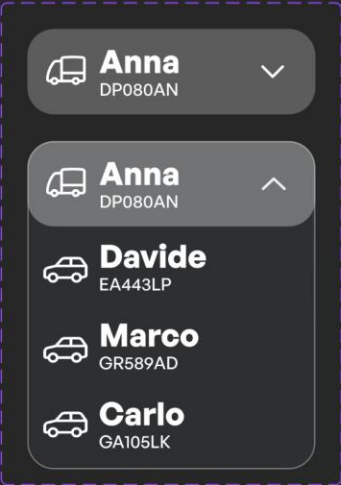 Anna
DP080AN
Anna
DP080AN
Davide
EA443LP
Marco
GR589AD
Carlo
GA105LK